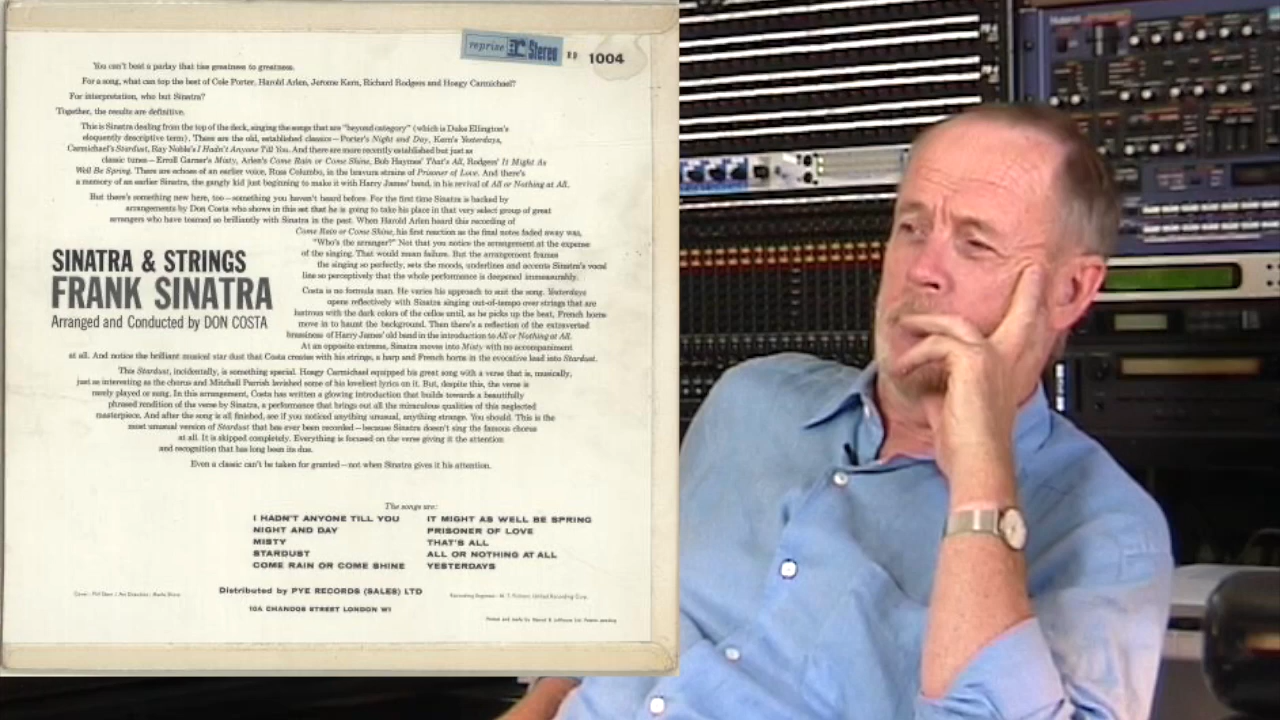 reprise Stereo
1004
You can't beat a parlay that ties greatness to greatness.
For a song, what can top the best of Cole Porter, Harold Arlen, Jerome Kern, Richard Rodgers and Hoagy Carmichael?
For interpretation, who but Sinatra?
Together, the results are definitive.
This is Sinatra dealing from the top of the deck, singing the songs that are "beyond category" (which is Duke Ellington's
eloquently descriptive term). There are the old, established classics—Porter's Night and Day, Kern's Yesterdays,
Carmichael's Stardust, Ray Noble's I Hadn't Anyone Till You. And there are more recently established but just as
classic tunes—Erroll Garner's Misty, Arlen's Come Rain or Come Shine, Bob Haymes' That's All, Rodgers' It Might As
Well Be Spring. There are echoes of an earlier voice, Russ Columbo, in the bravura strains of Prisoner of Love. And there's
a memory of an earlier Sinatra, the gangly kid just beginning to make it with Harry James' band, in his revival of All or Nothing at All.
But there's something new here, too—something you haven't heard before. For the first time Sinatra is backed by
arrangements by Don Costa who shows in this set that he is going to take his place in that very select group of great
arrangers who have teamed so brilliantly with Sinatra in the past. When Harold Arlen heard this recording of
Come Rain or Come Shine, his first reaction as the final notes faded away was,
"Who's the arranger?" Not that you notice the arrangement at the expense
of the singing. That would mean failure. But the arrangement frames
the singing so perfectly, sets the moods, underlines and accents Sinatra's vocal
line so perceptively that the whole performance is deepened immeasurably.
SINATRA & STRINGS
FRANK SINATRA
Arranged and Conducted by DON COSTA
Costa is no formula man. He varies his approach to suit the song. Yesterdays
opens reflectively with Sinatra singing out-of-tempo over strings that are
lustrous with the dark colors of the cellos until, as he picks up the beat, French horns
move in to haunt the background. Then there's a reflection of the extraverted
brassiness of Harry James' old band in the introduction to All or Nothing at All.
At an opposite extreme, Sinatra moves into Misty with no accompaniment
at all. And notice the brilliant musical star dust that Costa creates with his strings, a harp and French horns in the evocative lead into Stardust.
This Stardust, incidentally, is something special. Hoagy Carmichael equipped his great song with a verse that is, musically,
just as interesting as the chorus and Mitchell Parrish lavished some of his loveliest lyrics on it. But, despite this, the verse is
rarely played or sung. In this arrangement, Costa has written a glowing introduction that builds towards a beautifully
phrased rendition of the verse by Sinatra, a performance that brings out all the miraculous qualities of this neglected
masterpiece. And after the song is all finished, see if you noticed anything unusual, anything strange. You should. This is the
most unusual version of Stardust that has ever been recorded—because Sinatra doesn't sing the famous chorus
at all. It is skipped completely. Everything is focused on the verse giving it the attention
and recognition that has long been its due.
Even a classic can't be taken for granted—not when Sinatra gives it his attention.
The songs are:
I HADN'T ANYONE TILL YOU
NIGHT AND DAY
MISTY
STARDUST
COME RAIN OR COME SHINE
IT MIGHT AS WELL BE SPRING
PRISONER OF LOVE
THAT'S ALL
ALL OR NOTHING AT ALL
YESTERDAYS
Distributed by PYE RECORDS (SALES) LTD
10A CHANDOS STREET LONDON W1
Roland